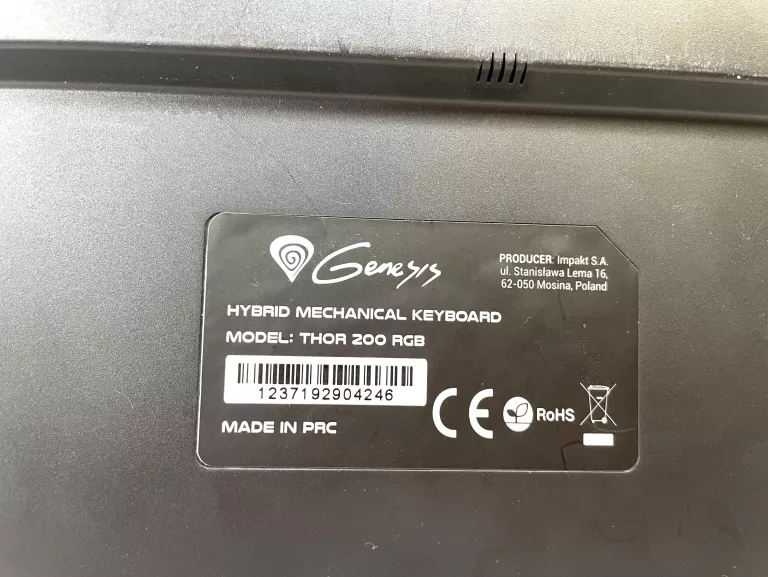 Genesis
PRODUCER: Impakt S.A.
ul. Stanisława Lema 16,
62-050 Mosina, Poland
HYBRID MECHANICAL KEYBOARD
MODEL: THOR 200 RGB
1237192904246
MADE IN PRC
CE
RoHS